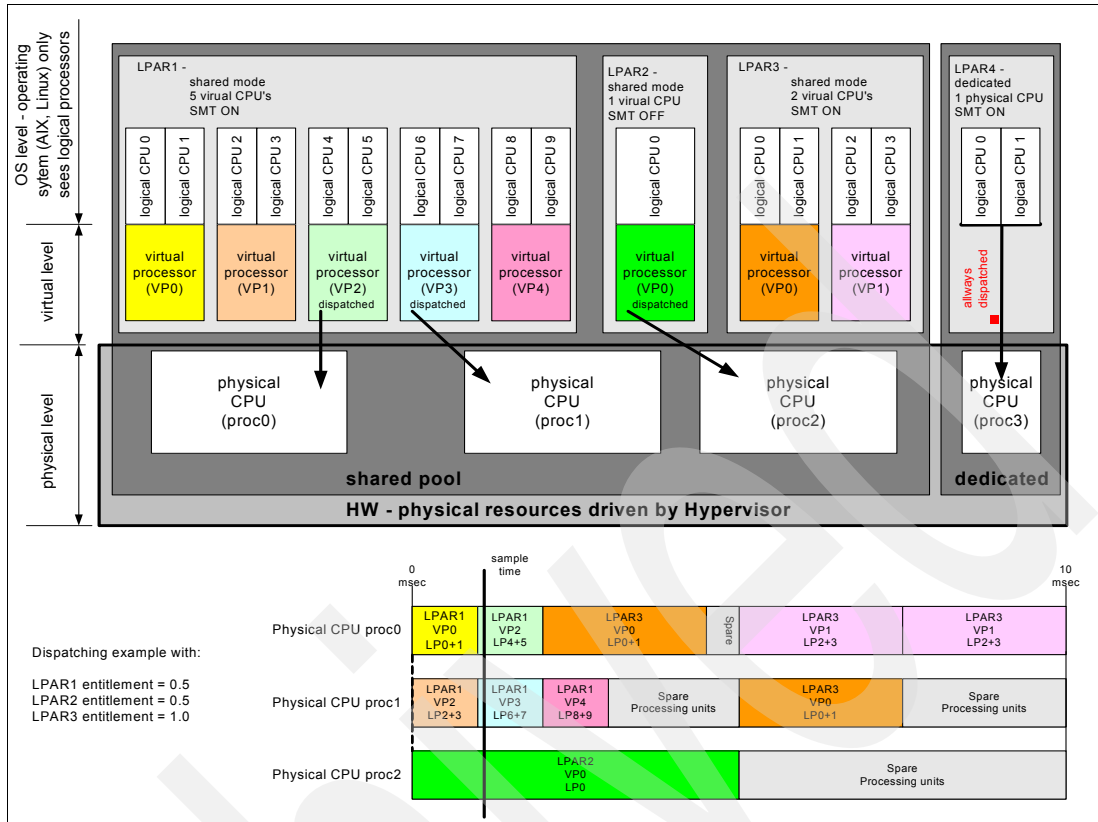 OS level - operating
sytem (AIX, Linux) only
sees logical processors
virtual level
physical level
LPAR1 -
shared mode
5 virual CPU's
SMT ON
logical CPU 0
logical CPU 1
logical CPU 2
logical CPU 3
logical CPU 4
logical CPU 5
logical CPU 6
logical CPU 7
logical CPU 8
logical CPU 9
virtual
processor
(VP0)
virtual
processor
(VP1)
virtual
processor
(VP2)
dispatched
virtual
processor
(VP3)
dispatched
virtual
processor
(VP4)
LPAR2 -
shared mode
1 virual CPU
SMT OFF
logical CPU 0
virtual
processor
(VP0)
dispatched
LPAR3 -
shared mode
2 virual CPU's
SMT ON
logical CPU 0
logical CPU 1
logical CPU 2
logical CPU 3
virtual
processor
(VP0)
virtual
processor
(VP1)
LPAR4 -
dedicated
1 physical CPU
SMT ON
logical CPU 0
logical CPU 1
allways
dispatched
physical
CPU
(proc0)
physical
CPU
(proc1)
physical
CPU
(proc2)
physical
CPU
(proc3)
shared pool
dedicated
HW - physical resources driven by Hypervisor
0
msec
sample
time
10
msec
Physical CPU proc0
LPAR1
VP0
LP0+1
LPAR1
VP2
LP4+5
LPAR3
VP0
LP0+1
Spare
LPAR3
VP1
LP2+3
LPAR3
VP1
LP2+3
Dispatching example with:
LPAR1 entitlement = 0.5
LPAR2 entitlement = 0.5
LPAR3 entitlement = 1.0
Physical CPU proc1
LPAR1
VP2
LP2+3
LPAR1
VP3
LP6+7
LPAR1
VP4
LP8+9
Spare
Processing units
LPAR3
VP0
LP0+1
Spare
Processing units
Physical CPU proc2
LPAR2
VP0
LP0
Spare
Processing units